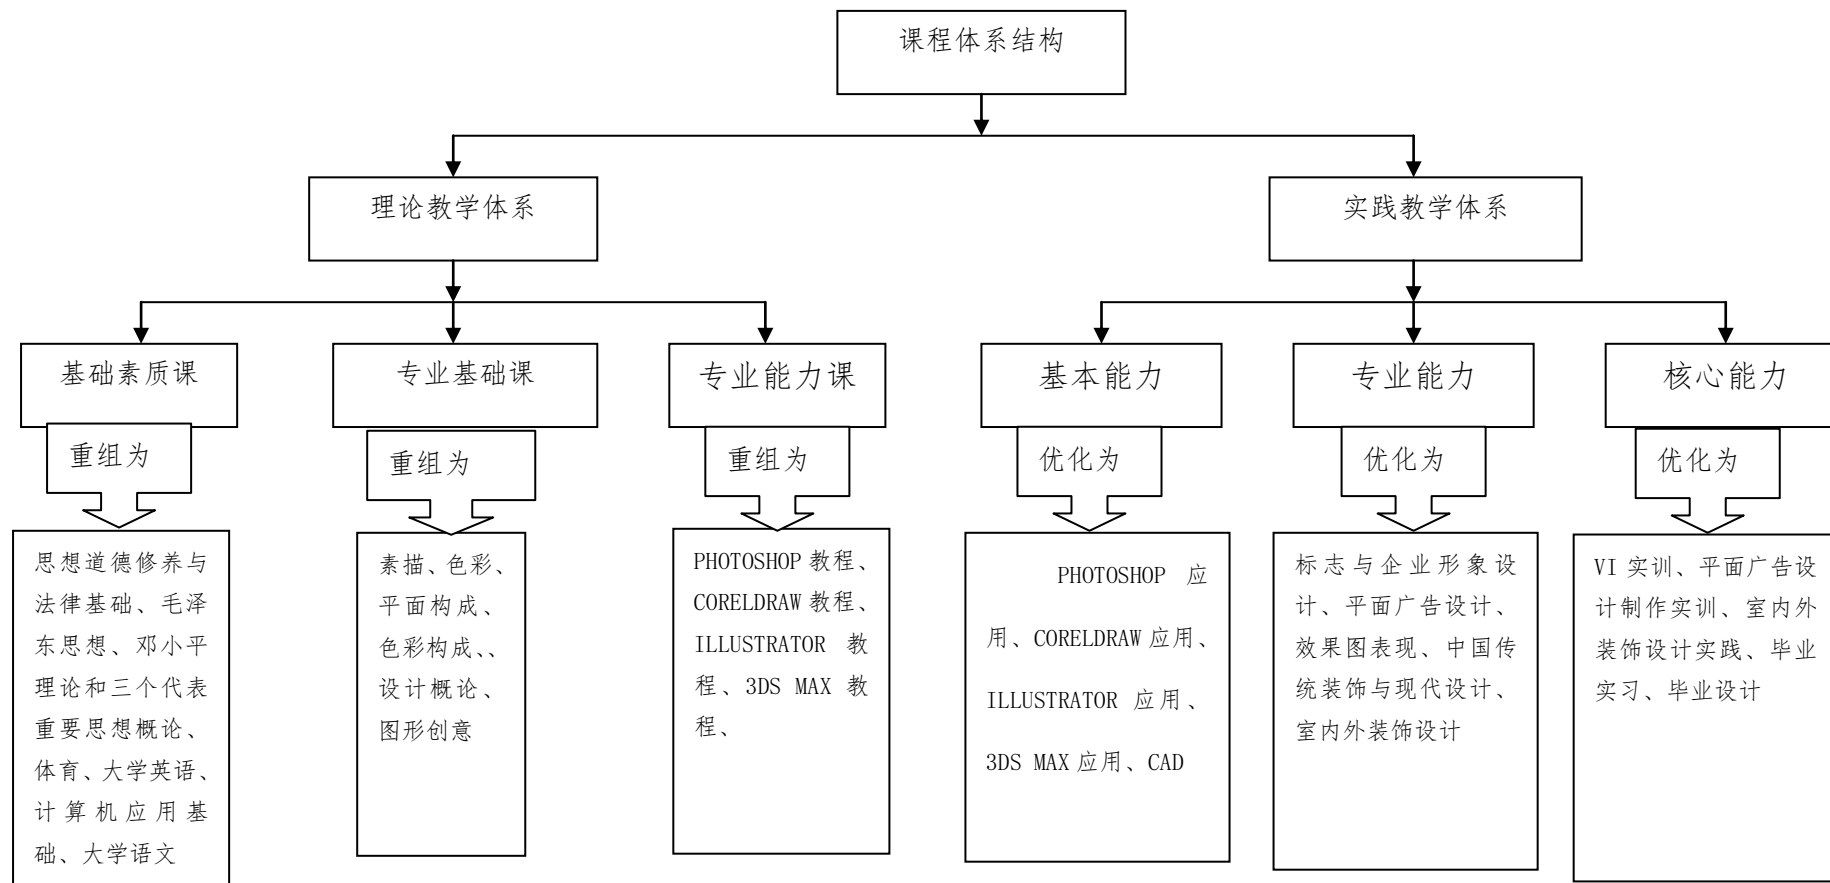 课程体系结构
理论教学体系
实践教学体系
基础素质课
专业基础课
专业能力课
基本能力
专业能力
核心能力
重组为
重组为
重组为
优化为
优化为
优化为
思想道德修养与
法律基础、毛泽
东思想、邓小平
理论和三个代表
重要思想概论、
体育、大学英语、
计算机应用基
础、大学语文
素描、色彩、
平面构成、
色彩构成、、
设计概论、
图形创意
PHOTOSHOP 教程、
CORELDRAW 教程、
ILLUSTRATOR 教
程、3DS MAX 教
程、
PHOTOSHOP 应
用、CORELDRAW 应用、
ILLUSTRATOR 应用、
3DS MAX 应用、CAD
标志与企业形象设
计、平面广告设计、
效果图表现、中国传
统装饰与现代设计、
室内外装饰设计
VI 实训、平面广告设
计制作实训、室内外
装饰设计实践、毕业
实习、毕业设计